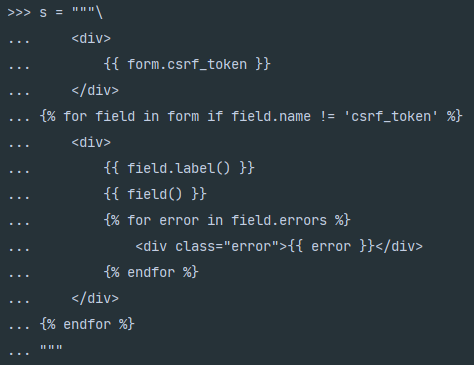 >>> s = """\
...     <div>
...         {{ form.csrf_token }}
...     </div>
... {% for field in form if field.name != 'csrf_token' %}
...     <div>
...         {{ field.label() }}
...         {{ field() }}
...         {% for error in field.errors %}
...             <div class="error">{{ error }}</div>
...         {% endfor %}
...     </div>
... {% endfor %}
... """